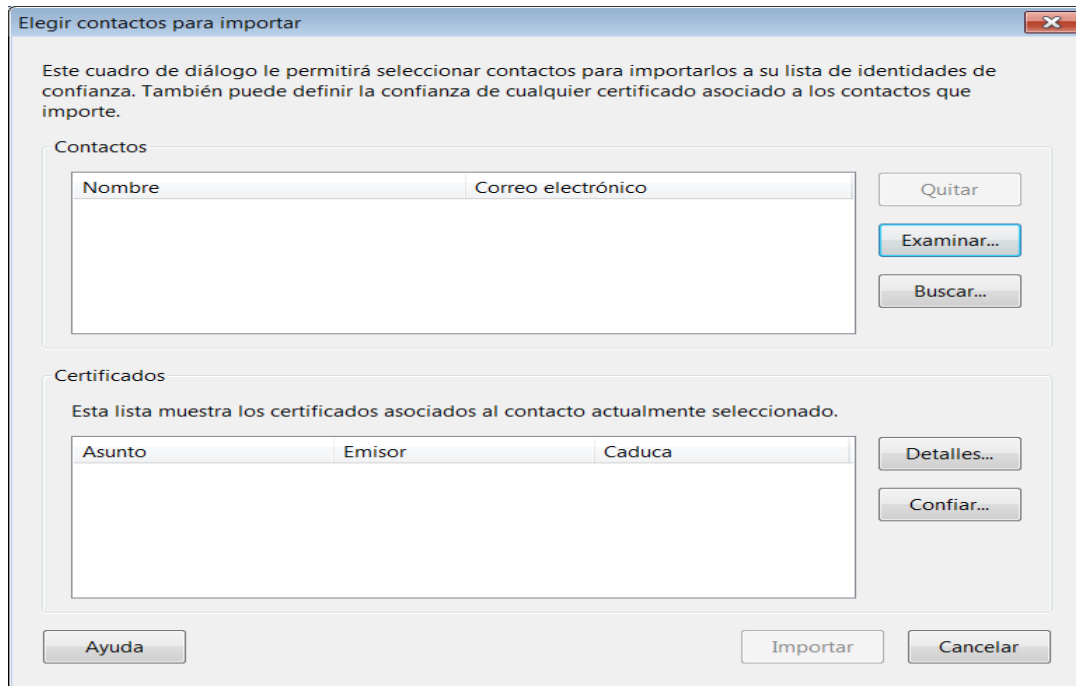 Elegir contactos para importar
Este cuadro de diálogo le permitirá seleccionar contactos para importarlos a su lista de identidades de
confianza. También puede definir la confianza de cualquier certificado asociado a los contactos que
importe.
Contactos
Nombre Correo electrónico
Quitar
Examinar...
Buscar...
Certificados
Esta lista muestra los certificados asociados al contacto actualmente seleccionado.
Asunto Emisor Caduca
Detalles...
Confiar...
Ayuda Importar Cancelar